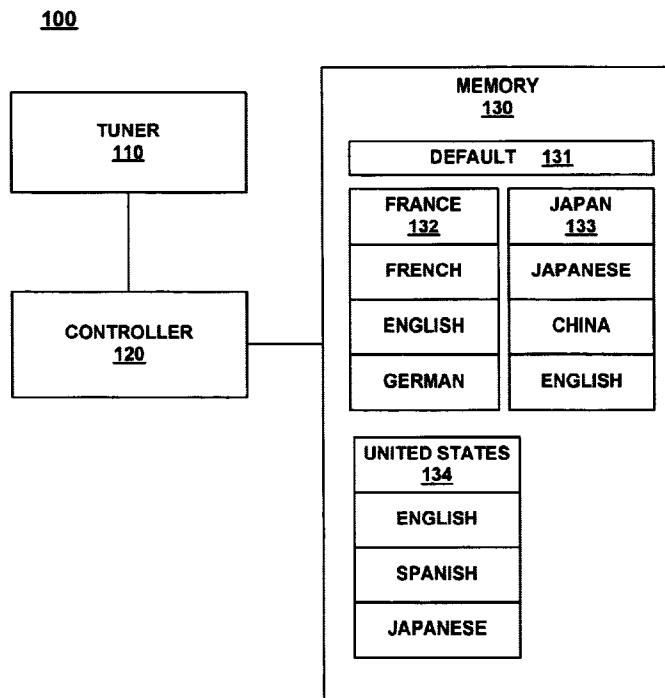 100
TUNER
110
CONTROLLER
120
MEMORY
130
DEFAULT 131
FRANCE
132
FRENCH
ENGLISH
GERMAN
JAPAN
133
JAPANESE
CHINA
ENGLISH
UNITED STATES
134
ENGLISH
SPANISH
JAPANESE